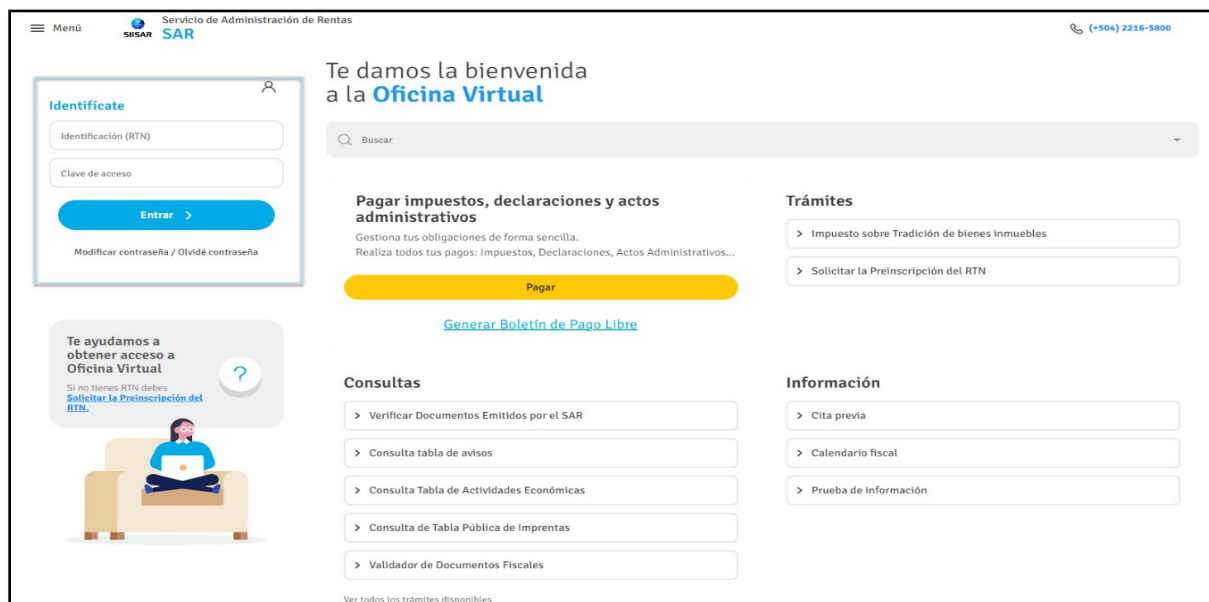 Menú
SIISAR
Servicio de Administración de Rentas
SAR
(+504) 2216-5800
Identifícate
Identificación (RTN)
Clave de acceso
Entrar
Modificar contraseña / Olvidé contraseña
Te ayudamos a
obtener acceso a
Oficina Virtual
Si no tienes RTN debes
Solicitar la Preinscripción del
RTN.
?
Te damos la bienvenida
a la Oficina Virtual
Buscar
Pagar impuestos, declaraciones y actos
administrativos
Gestiona tus obligaciones de forma sencilla.
Realiza todos tus pagos: Impuestos, Declaraciones, Actos Administrativos...
Pagar
Generar Boletín de Pago Libre
Trámites
Impuesto sobre Tradición de bienes inmuebles
Solicitar la Preinscripción del RTN
Consultas
Verificar Documentos Emitidos por el SAR
Consulta tabla de avisos
Consulta Tabla de Actividades Económicas
Consulta de Tabla Pública de Imprentas
Validador de Documentos Fiscales
Ver todos los trámites disponibles
Información
Cita previa
Calendario fiscal
Prueba de información